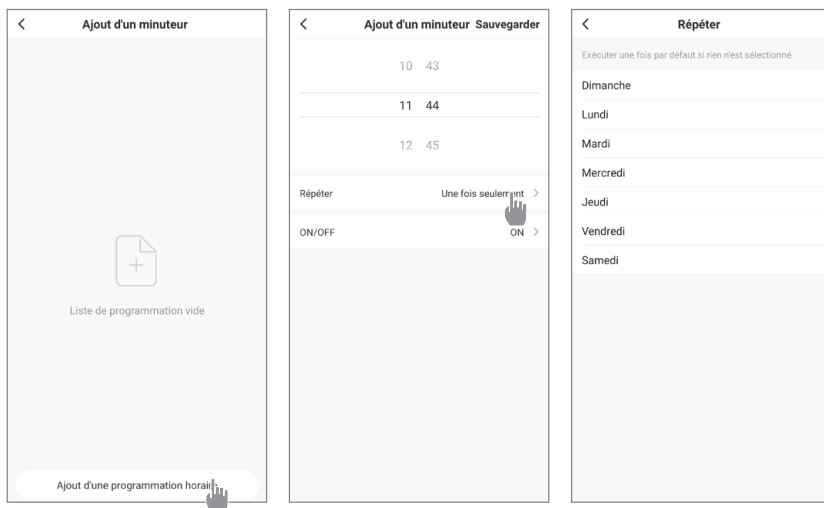 Ajout d'un minuteur
Liste de programmation vide
Ajout d'une programmation horaire
Ajout d'un minuteur Sauvegarder
10 43
11 44
12 45
Répéter Une fois seulement
ON/OFF ON
Répéter
Exécuter une fois par défaut si rien n'est sélectionné
Dimanche
Lundi
Mardi
Mercredi
Jeudi
Vendredi
Samedi